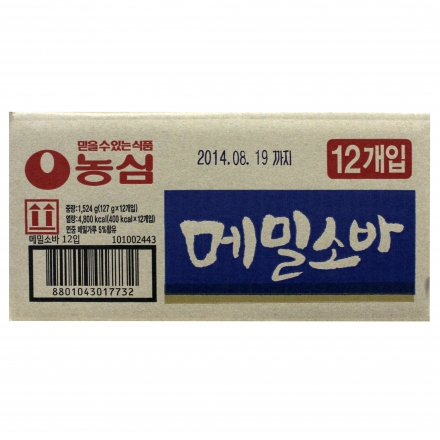 믿을수있는식품
농심
2014.08.19 까지
12개입
중량:1,524 g(127 g×12개입)
열량:4,800 kcal(400 kcal×12개입)
면중 메밀가루 5%함유
메밀소바 12입 101002443
메밀소바
8801043017732